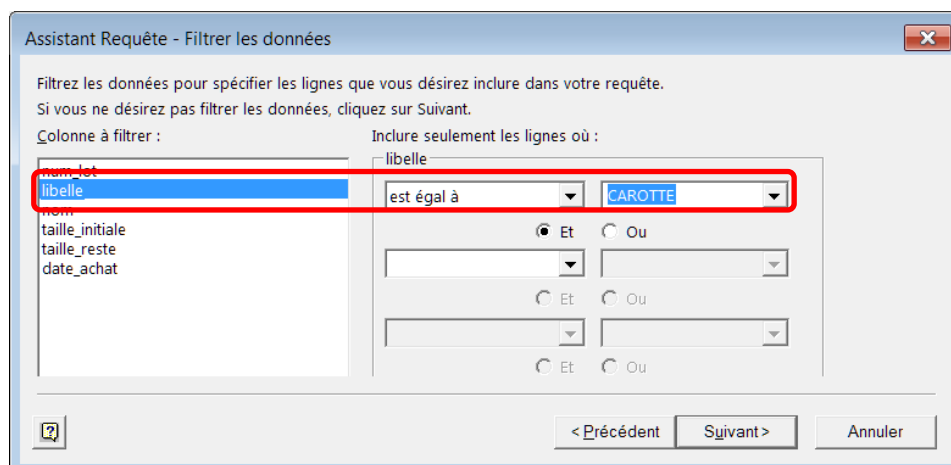 Assistant Requête - Filtrer les données
Filtrez les données pour spécifier les lignes que vous désirez inclure dans votre requête.
Si vous ne désirez pas filtrer les données, cliquez sur Suivant.
Colonne à filtrer :
Inclure seulement les lignes où :
num_lot
libelle
nom
taille_initiale
taille_reste
date_achat
libelle
est égal à
CAROTTE
Et Ou
Et Ou
Et Ou
< Précédent
Suivant >
Annuler